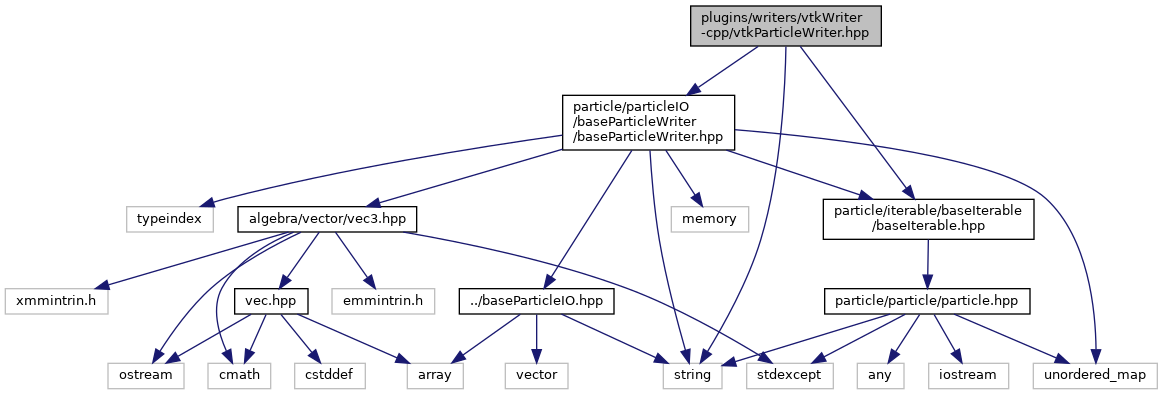 plugins/writers/vtkWriter
-cpp/vtkParticleWriter.hpp
particle/particleIO
/baseParticleWriter
/baseParticleWriter.hpp
typeindex
algebra/vector/vec3.hpp
memory
particle/iterable/baseIterable
/baseIterable.hpp
xmmintrin.h
vec.hpp
emmintrin.h
../baseParticleIO.hpp
particle/particle/particle.hpp
ostream
cmath
cstddef
array
vector
string
stdexcept
any
iostream
unordered_map